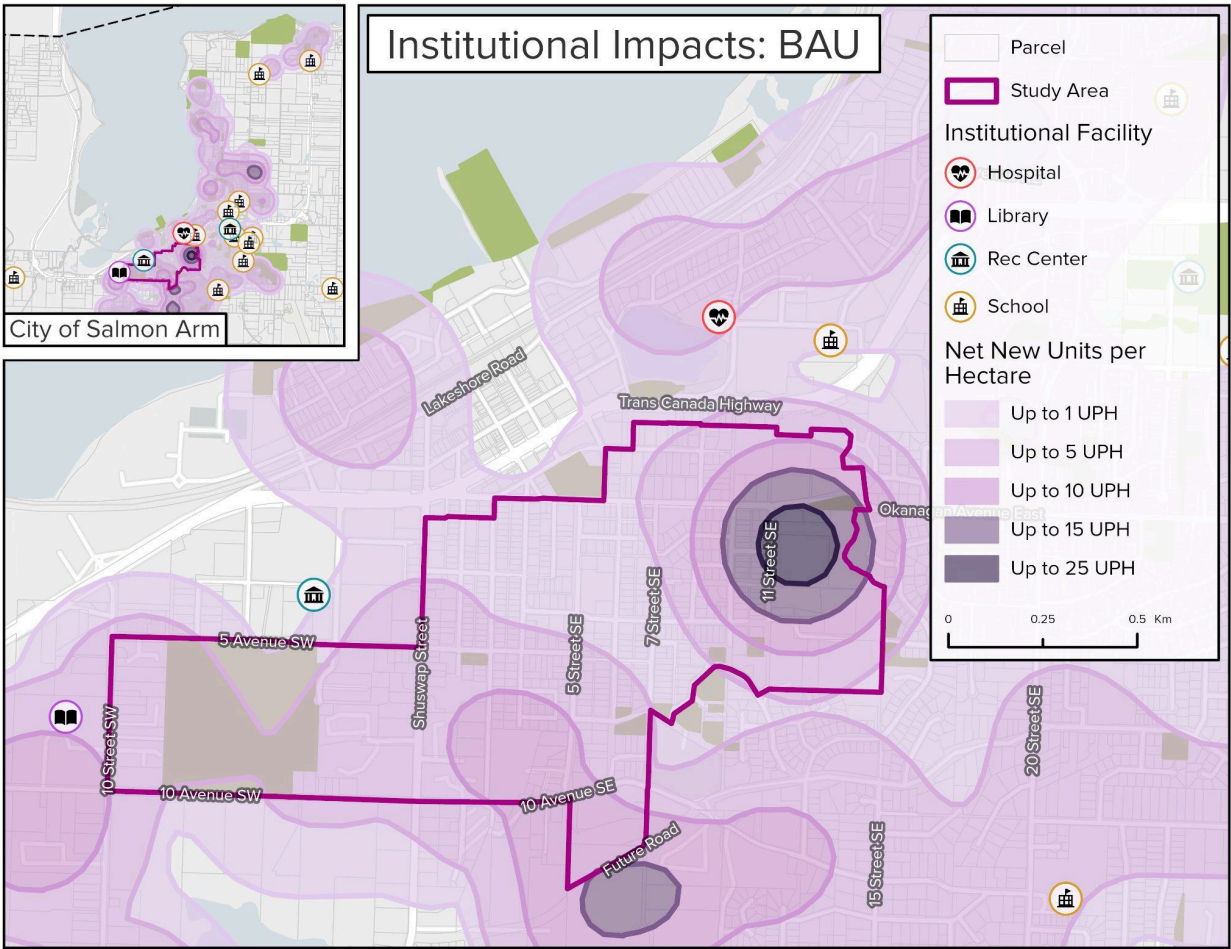 Institutional Impacts: BAU
City of Salmon Arm
Parcel
Study Area
Institutional Facility
Hospital
Library
Rec Center
School
Net New Units per
Hectare
Up to 1 UPH
Up to 5 UPH
Up to 10 UPH
Up to 15 UPH
Up to 25 UPH
0 0.25 0.5 Km
Lakeshore Road
Trans Canada Highway
Okanagan Avenue East
11 Street SE
7 Street SE
5 Street SE
Shuswap Street
5 Avenue SW
10 Street SW
10 Avenue SW
10 Avenue SE
Future Road
15 Street SE
20 Street SE